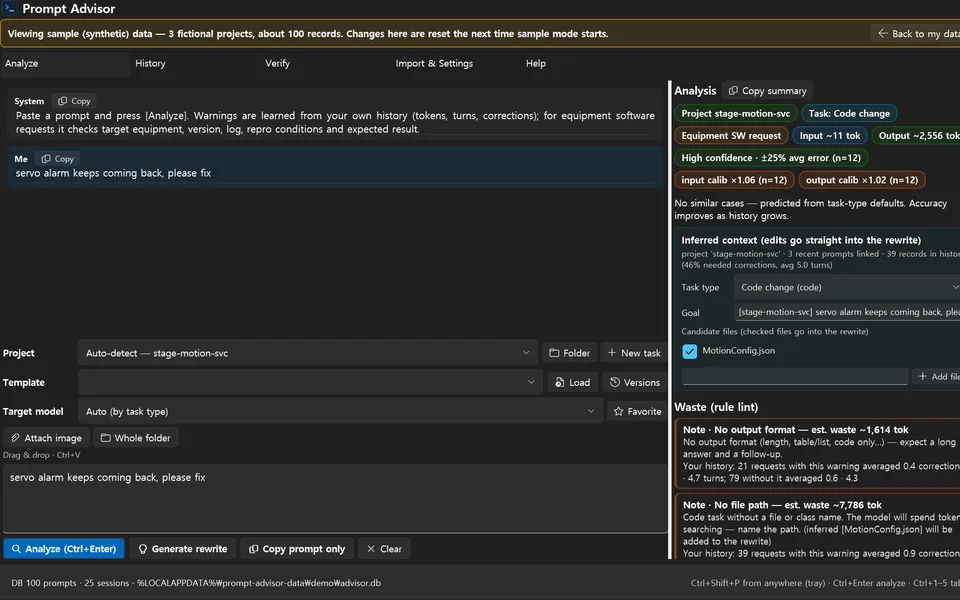 Prompt Advisor
Viewing sample (synthetic) data — 3 fictional projects, about 100 records. Changes here are reset the next time sample mode starts.
Back to my data
Analyze
History
Verify
Import & Settings
Help
System
Copy
Paste a prompt and press [Analyze]. Warnings are learned from your own history (tokens, turns, corrections); for equipment software
requests it checks target equipment, version, log, repro conditions and expected result.
Me
Copy
servo alarm keeps coming back, please fix
Project
Auto-detect — stage-motion-svc
Folder
New task
Template
Load
Versions
Target model
Auto (by task type)
Favorite
Attach image
Whole folder
Drag & drop · Ctrl+V
servo alarm keeps coming back, please fix
Analyze (Ctrl+Enter)
Generate rewrite
Copy prompt only
Clear
Analysis
Copy summary
Project stage-motion-svc
Task: Code change
Equipment SW request
Input ~11 tok
Output ~2,556 tok
High confidence · ±25% avg error (n=12)
input calib ×1.06 (n=12)
output calib ×1.02 (n=12)
No similar cases — predicted from task-type defaults. Accuracy
improves as history grows.
Inferred context (edits go straight into the rewrite)
project 'stage-motion-svc' · 3 recent prompts linked · 39 records in histor
(46% needed corrections, avg 5.0 turns)
Task type
Code change (code)
Goal
[stage-motion-svc] servo alarm keeps coming back, plea
Candidate files (checked files go into the rewrite)
MotionConfig.json
Add file
Waste (rule lint)
Note · No output format — est. waste ~1,614 tok
No output format (length, table/list, code only...) — expect a long
answer and a follow-up.
Your history: 21 requests with this warning averaged 0.4 correction
· 4.7 turns; 79 without it averaged 0.6 · 4.3
Note · No file path — est. waste ~7,786 tok
Code task without a file or class name. The model will spend token
searching — name the path. (inferred [MotionConfig.json] will be
added to the rewrite)
Your history: 39 requests with this warning averaged 0.9 correction
DB 100 prompts · 25 sessions · %LOCALAPPDATA%₩prompt-advisor-data₩demo₩advisor.db
Ctrl+Shift+P from anywhere (tray) · Ctrl+Enter analyze · Ctrl+1–5 tab